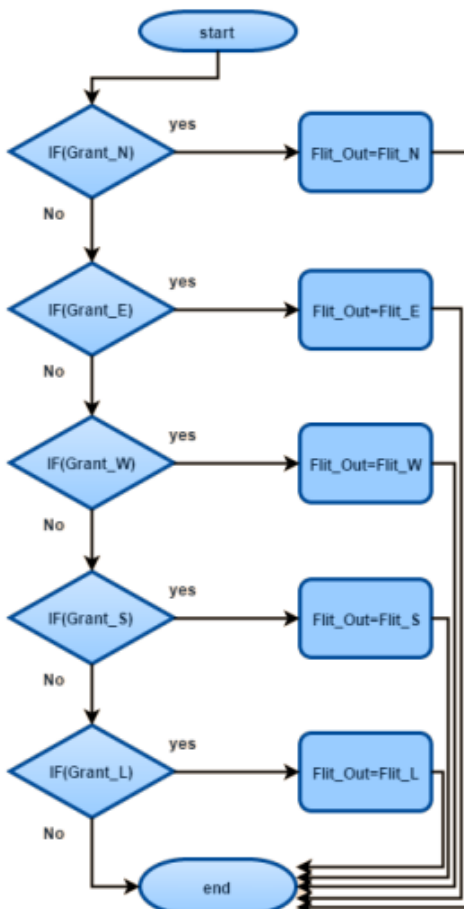 start
IF(Grant_N)
yes
Flit_Out=Flit_N
No
IF(Grant_E)
yes
Flit_Out=Flit_E
No
IF(Grant_W)
yes
Flit_Out=Flit_W
No
IF(Grant_S)
yes
Flit_Out=Flit_S
No
IF(Grant_L)
yes
Flit_Out=Flit_L
No
end